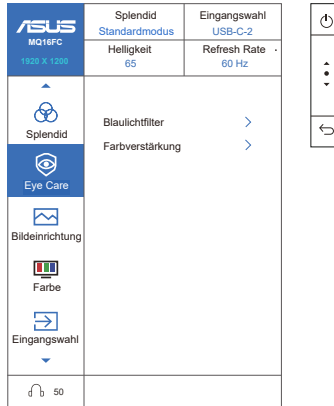 ASUS
MQ16FC
1920 X 1200
Splendid
Standardmodus
Eingangswahl
USB-C-2
Helligkeit
65
Refresh Rate
60 Hz
Splendid
Eye Care
Bildeinrichtung
Farbe
Eingangswahl
Blaulichtfilter
Farbverstärkung
50